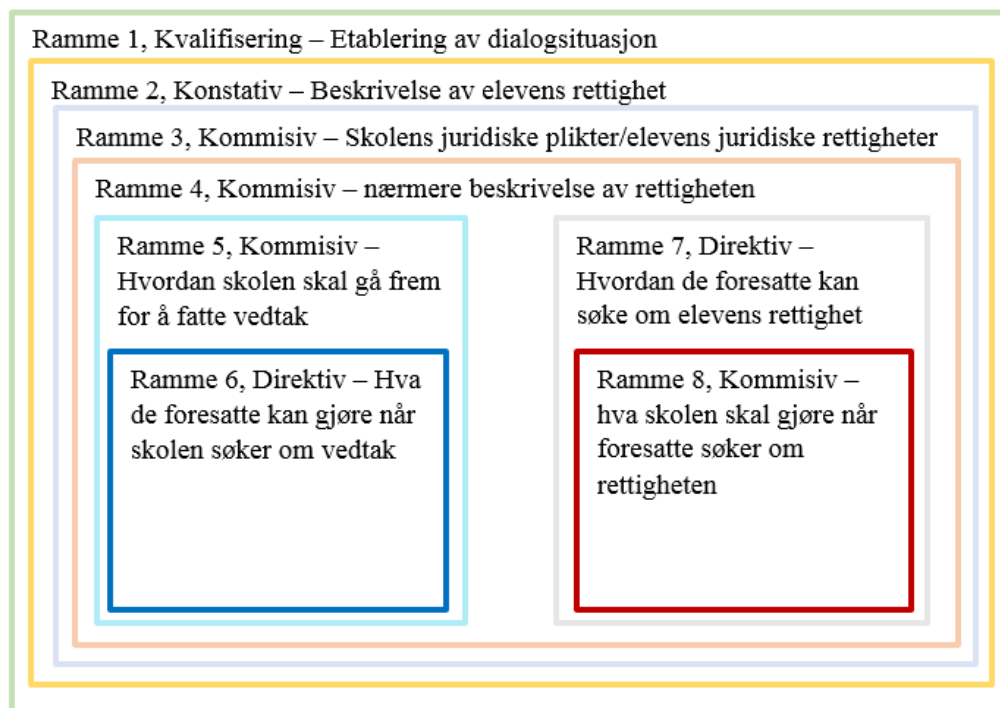 Ramme 1, Kvalifisering – Etablering av dialogsituasjon
Ramme 2, Konstativ – Beskrivelse av elevens rettighet
Ramme 3, Kommisiv – Skolens juridiske plikter/elevens juridiske rettigheter
Ramme 4, Kommisiv – nærmere beskrivelse av rettigheten
Ramme 5, Kommisiv –
Hvordan skolen skal gå frem
for å fatte vedtak
Ramme 6, Direktiv – Hva
de foresatte kan gjøre når
skolen søker om vedtak
Ramme 7, Direktiv –
Hvordan de foresatte kan
søke om elevens rettighet
Ramme 8, Kommisiv –
hva skolen skal gjøre når
foresatte søker om
rettigheten